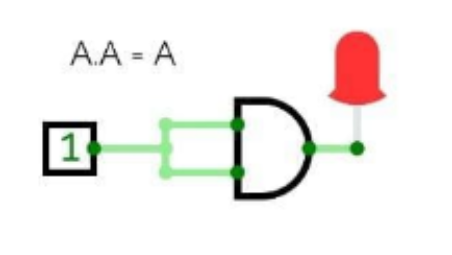 A.A = A
1